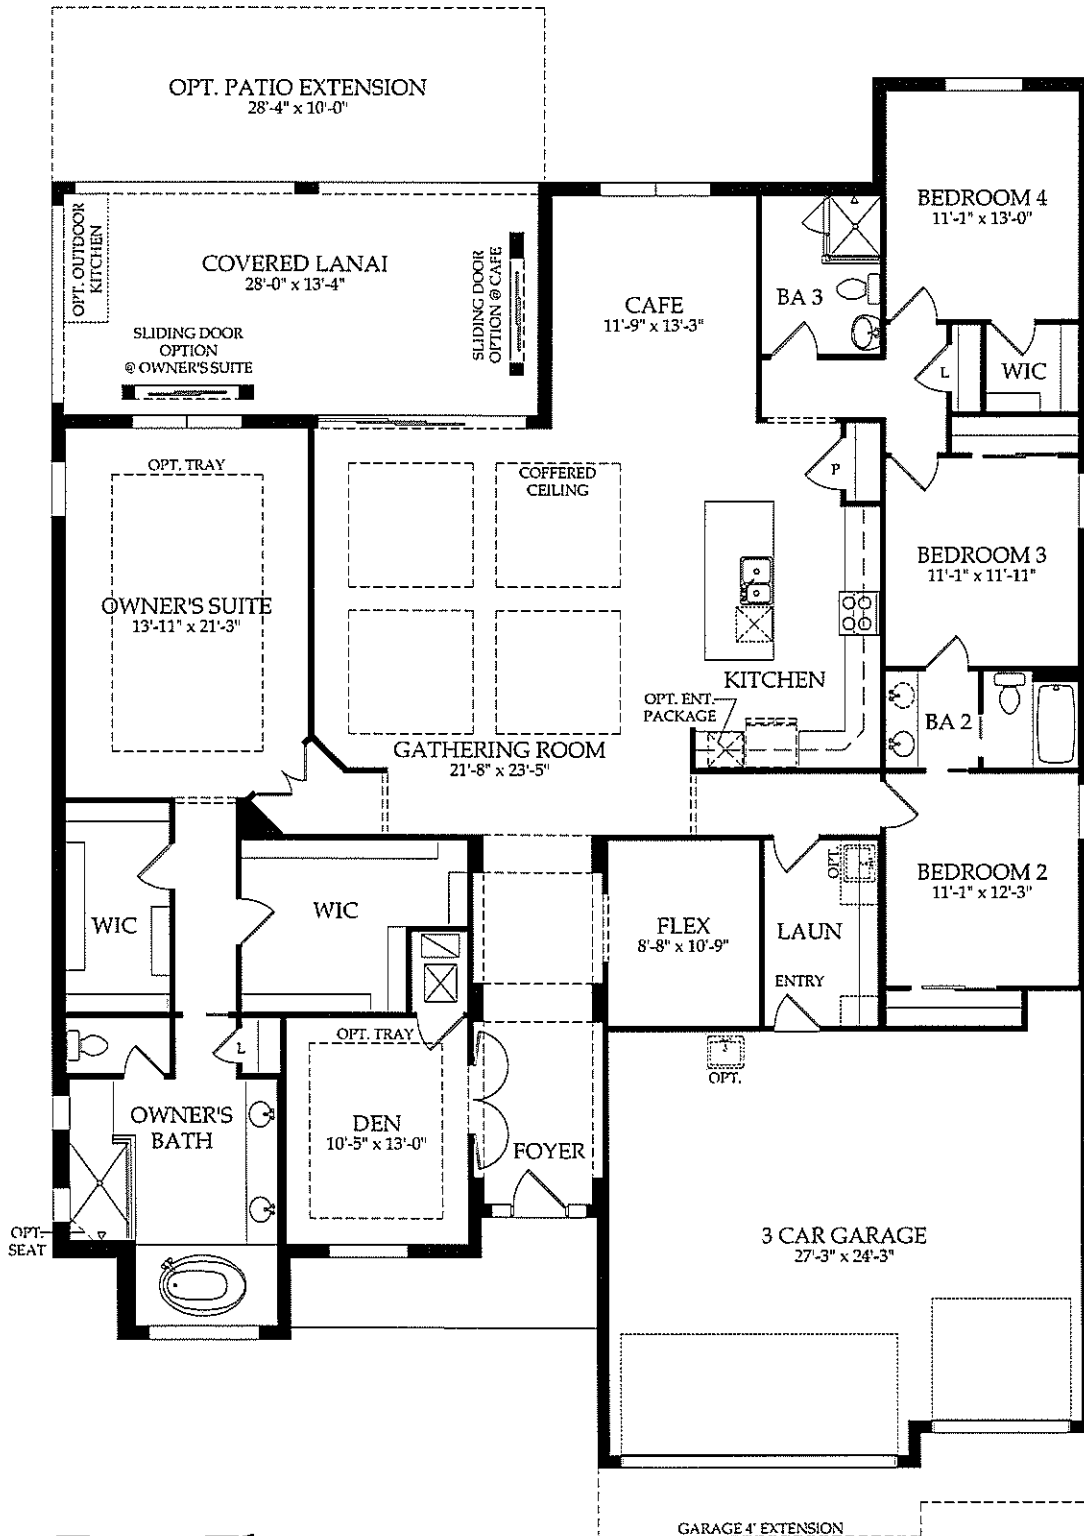 OPT. PATIO EXTENSION
28'-4" x 10'-0"
BEDROOM 4
11'-1" x 13'-0"
OPT. OUTDOOR
KITCHEN
COVERED LANAI
28'-0" x 13'-4"
SLIDING DOOR
OPTION @ CAFE
SLIDING DOOR
OPTION
@ OWNER'S SUITE
CAFE
11'-9" x 13'-3"
BA 3
L
WIC
OPT. TRAY
COFFERED
CEILING
P
OWNER'S SUITE
13'-11" x 21'-3"
BEDROOM 3
11'-1" x 11'-11"
KITCHEN
OPT. ENT.
PACKAGE
BA 2
GATHERING ROOM
21'-8" x 23'-5"
BEDROOM 2
11'-1" x 12'-3"
OPT.
WIC
WIC
FLEX
8'-8" x 10'-9"
LAUN
ENTRY
OPT. TRAY
L
OPT.
OWNER'S
BATH
DEN
10'-5" x 13'-0"
FOYER
OPT.
SEAT
3 CAR GARAGE
27'-3" x 24'-3"
GARAGE 4' EXTENSION